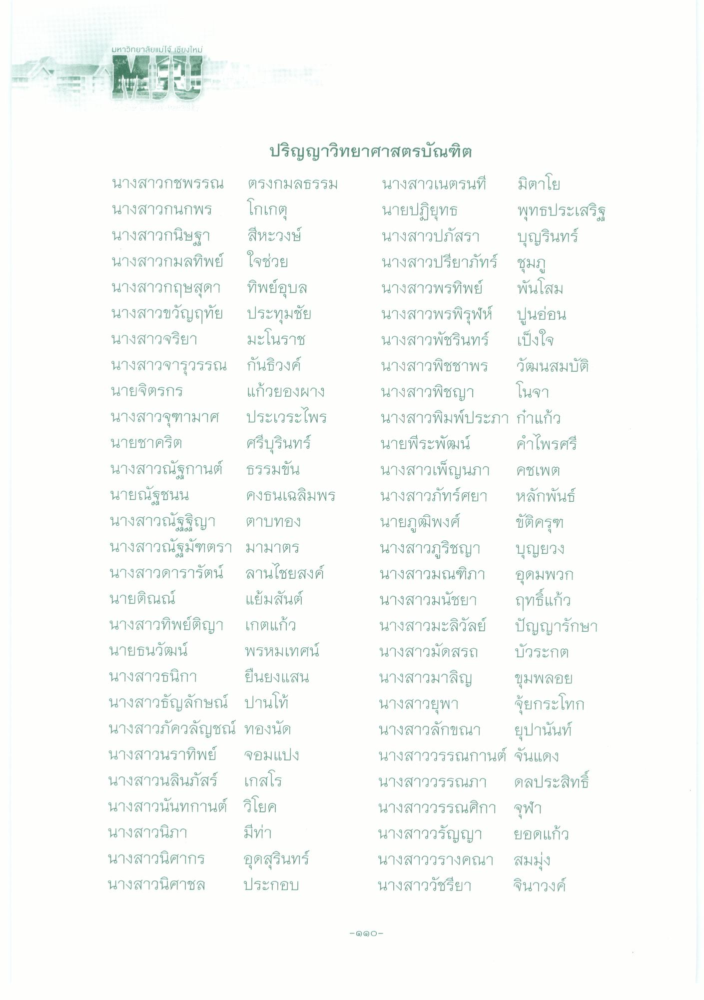 มหาวิทยาลัยแม่โจ้ เชียงใหม่
MJU
ปริญญาวิทยาศาสตรบัณฑิต
นางสาวกชพรรณ ตรงกมลธรรม
นางสาวกนกพร โกเกตุ
นางสาวกนิษฐา สีหะวงษ์
นางสาวกมลทิพย์ ใจช่วย
นางสาวกฤษสุดา ทิพย์อุบล
นางสาวขวัญฤทัย ประทุมชัย
นางสาวจริยา มะโนราช
นางสาวจารุวรรณ กันธิวงค์
นายจิตรกร แก้วยองผาง
นางสาวจุฑามาศ ประเวระไพร
นายชาคริต ศรีบุรินทร์
นางสาวณัฐกานต์ ธรรมขัน
นายณัฐชนน คงธนเฉลิมพร
นางสาวณัฐฐิญา ตาบทอง
นางสาวณัฐมัฑตรา มามาตร
นางสาวดารารัตน์ ลานไชยสงค์
นายติณณ์ แย้มสันต์
นางสาวทิพย์ติญา เกตแก้ว
นายธนวัฒน์ พรหมเทศน์
นางสาวธนิกา ยืนยงแสน
นางสาวธัญลักษณ์ ปานโท้
นางสาวภัควลัญชณ์ ทองนัด
นางสาวนราทิพย์ จอมแปง
นางสาวนลินภัสร์ เกสโร
นางสาวนันทกานต์ วิโยค
นางสาวนิภา มีท่า
นางสาวนิศากร อุดสุรินทร์
นางสาวนิศาชล ประกอบ
นางสาวเนตรนที มิตาโย
นายปฏิยุทธ พุทธประเสริฐ
นางสาวปภัสรา บุญรินทร์
นางสาวปรียาภัทร์ ชุมภู
นางสาวพรทิพย์ พันโสม
นางสาวพรพิรุฬห์ ปูนอ่อน
นางสาวพัชรินทร์ เป็งใจ
นางสาวพิชชาพร วัฒนสมบัติ
นางสาวพิชญา โนจา
นางสาวพิมพ์ประภา ก๋าแก้ว
นายพีระพัฒน์ คำไพรศรี
นางสาวเพ็ญนภา คชเพต
นางสาวภัทร์ศยา หลักพันธ์
นายภูฒิพงศ์ ขัติครุฑ
นางสาวภูริชญา บุญยวง
นางสาวมณฑิภา อุดมพวก
นางสาวมนัชยา ฤทธิ์แก้ว
นางสาวมะลิวัลย์ ปัญญารักษา
นางสาวมัดสรถ บัวระกต
นางสาวมาลิญ ขุมพลอย
นางสาวยุพา จุ้ยกระโทก
นางสาวลักขณา ยุปานันท์
นางสาววรรณกานต์ จันแดง
นางสาววรรณภา ดลประสิทธิ์
นางสาววรรณศิกา จุฬา
นางสาววรัญญา ยอดแก้ว
นางสาววรางคณา สมมุ่ง
นางสาววัชรียา จินาวงค์
-๑๑๐-